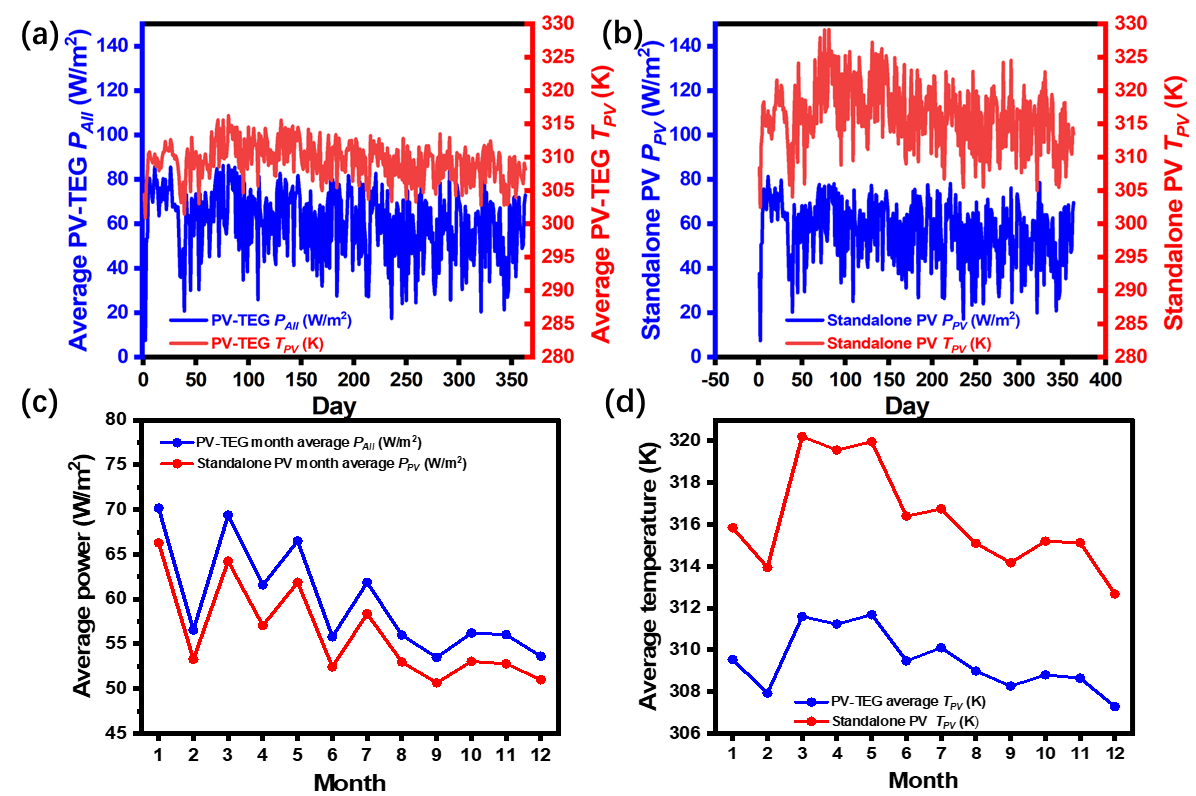 (a)
Average PV-TEG P_All (W/m²)
140
120
100
80
60
40
20
0
PV-TEG P_All (W/m²)
PV-TEG T_PV (K)
0 50 100 150 200 250 300 350
Day
330
325
320
315
310
305
300
295
290
285
280
Average PV-TEG T_PV (K)
(b)
Standalone PV P_PV (W/m²)
140
120
100
80
60
40
20
0
Standalone PV P_PV (W/m²)
Standalone PV T_PV (K)
-50 0 50 100 150 200 250 300 350 400
Day
330
325
320
315
310
305
300
295
290
285
280
Standalone PV T_PV (K)
(c)
Average power (W/m²)
80
75
70
65
60
55
50
45
PV-TEG month average P_All (W/m²)
Standalone PV month average P_PV (W/m²)
1 2 3 4 5 6 7 8 9 10 11 12
Month
(d)
Average temperature (K)
320
318
316
314
312
310
308
306
PV-TEG average T_PV (K)
Standalone PV T_PV (K)
1 2 3 4 5 6 7 8 9 10 11 12
Month